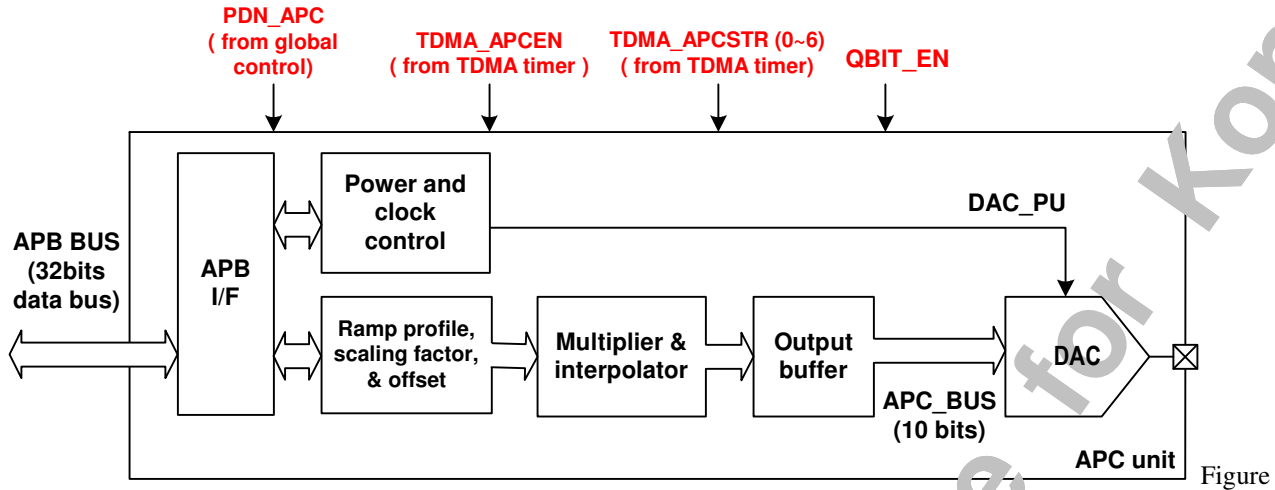 PDN_APC
( from global
control)
TDMA_APCEN
( from TDMA timer )
TDMA_APCSTR (0~6)
( from TDMA timer)
QBIT_EN
Power and
clock
control
DAC_PU
APB BUS
(32bits
data bus)
APB
I/F
Ramp profile,
scaling factor,
& offset
Multiplier &
interpolator
Output
buffer
DAC
APC_BUS
(10 bits)
APC unit
Figure
for